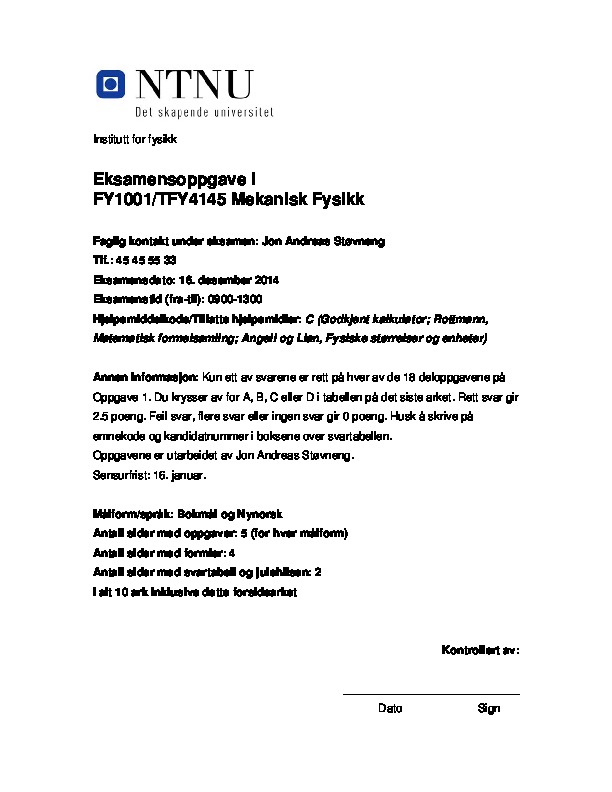 NTNU
Det skapende universitet
Institutt for fysikk
Eksamensoppgave i
FY1001/TFY4145 Mekanisk Fysikk
Faglig kontakt under eksamen: Jon Andreas Støvneng
Tlf.: 45 45 55 33
Eksamensdato: 16. desember 2014
Eksamenstid (fra-til): 0900-1300
Hjelpemiddelkode/Tillatte hjelpemidler: C (Godkjent kalkulator; Rottmann,
Matematisk formelsamling; Angell og Lian, Fysiske størrelser og enheter)
Annen informasjon: Kun ett av svarene er rett på hver av de 18 deloppgavene på
Oppgave 1. Du krysser av for A, B, C eller D i tabellen på det siste arket. Rett svar gir
2.5 poeng. Feil svar, flere svar eller ingen svar gir 0 poeng. Husk å skrive på
emnekode og kandidatnummer i boksene over svartabellen.
Oppgavene er utarbeidet av Jon Andreas Støvneng.
Sensurfrist: 16. januar.
Målform/språk: Bokmål og Nynorsk
Antall sider med oppgaver: 5 (for hver målform)
Antall sider med formler: 4
Antall sider med svartabell og julehilsen: 2
I alt 10 ark inklusive dette forsidearket
Kontrollert av:
Dato Sign